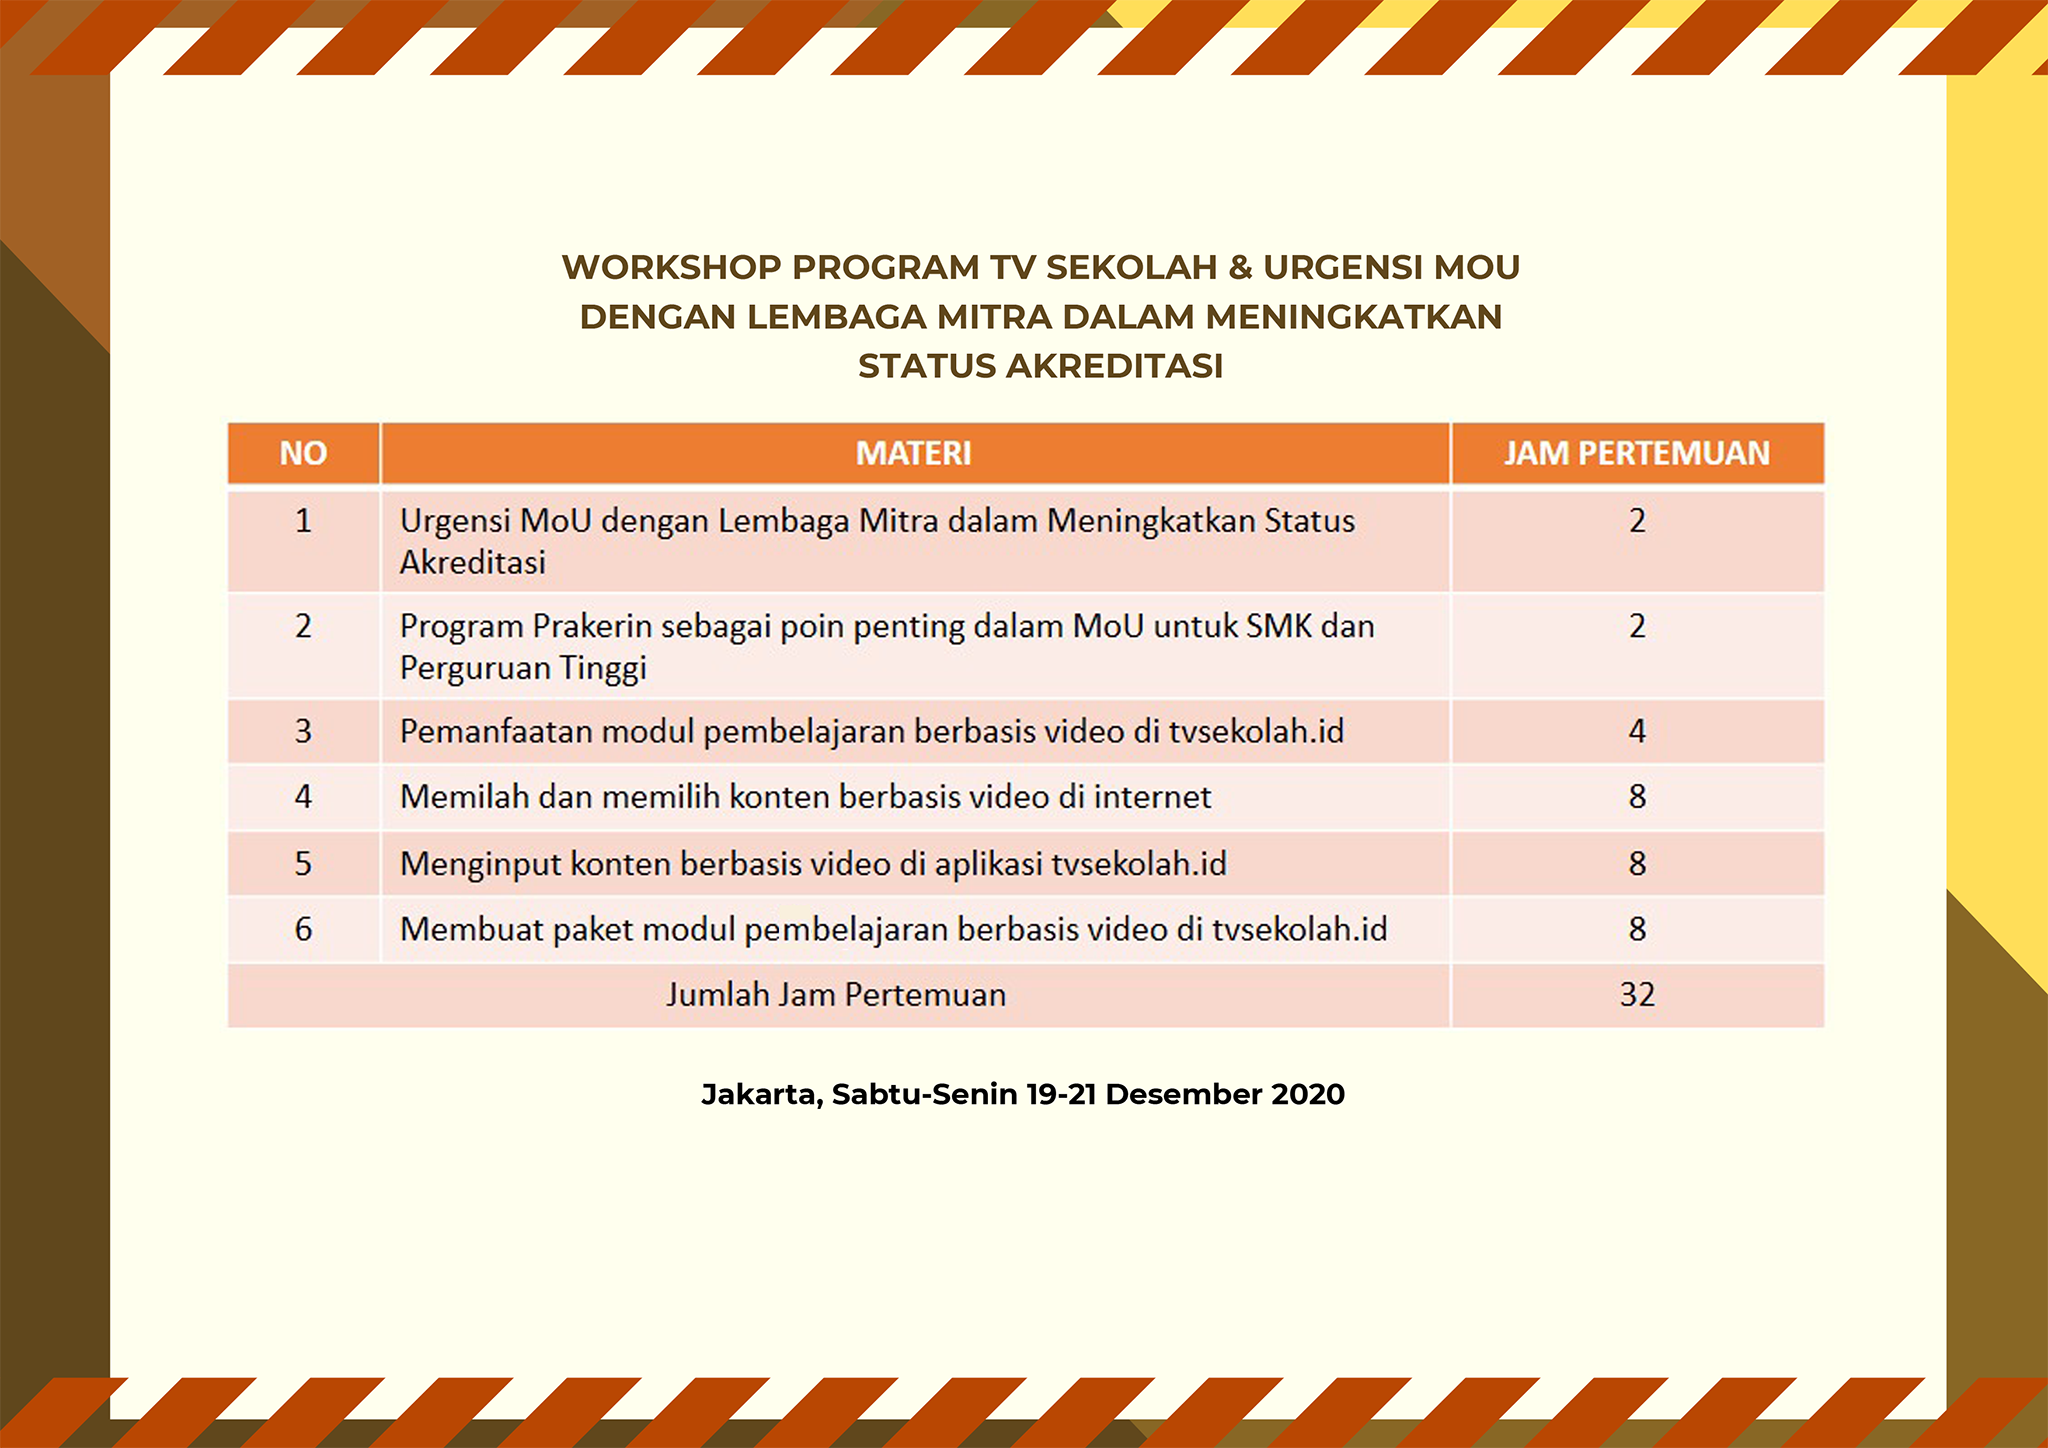 WORKSHOP PROGRAM TV SEKOLAH & URGENSI MOU
DENGAN LEMBAGA MITRA DALAM MENINGKATKAN
STATUS AKREDITASI
NO MATERI JAM PERTEMUAN
1 Urgensi MoU dengan Lembaga Mitra dalam Meningkatkan Status 2
Akreditasi
2 Program Prakerin sebagai poin penting dalam MoU untuk SMK dan 2
Perguruan Tinggi
3 Pemanfaatan modul pembelajaran berbasis video di tvsekolah.id 4
4 Memilah dan memilih konten berbasis video di internet 8
5 Menginput konten berbasis video di aplikasi tvsekolah.id 8
6 Membuat paket modul pembelajaran berbasis video di tvsekolah.id 8
Jumlah Jam Pertemuan 32
Jakarta, Sabtu-Senin 19-21 Desember 2020